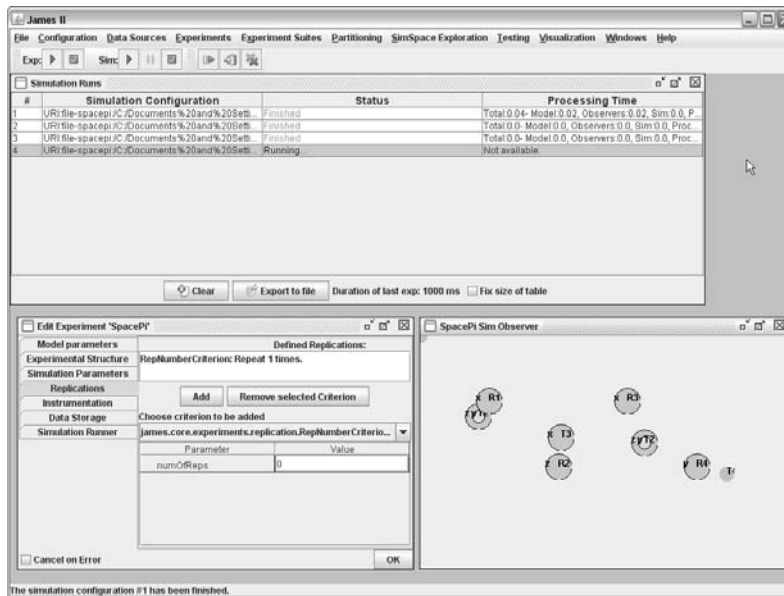 James II
File Configuration Data Sources Experiments Experiment Suites Partitioning SimSpace Exploration Testing Visualization Windows Help
Exp: Sim:
Simulation Runs
# Simulation Configuration Status Processing Time
1 URI:file-spacepi:/C:/Documents%20and%20Setti... Finished Total:0.04- Model:0.02, Observers:0.02, Sim:0.0, P...
2 URI:file-spacepi:/C:/Documents%20and%20Setti... Finished Total:0.0- Model:0.0, Observers:0.0, Sim:0.0, Proc...
3 URI:file-spacepi:/C:/Documents%20and%20Setti... Finished Total:0.0- Model:0.0, Observers:0.0, Sim:0.0, Proc...
4 URI:file-spacepi:/C:/Documents%20and%20Setti... Running... Not available.
Clear Export to file Duration of last exp: 1000 ms Fix size of table
Edit Experiment 'SpacePi'
Model parameters
Experimental Structure
Simulation Parameters
Replications
Instrumentation
Data Storage
Simulation Runner
Defined Replications:
RepNumberCriterion: Repeat 1 times.
Add Remove selected Criterion
Choose criterion to be added
james.core.experiments.replication.RepNumberCriterio...
Parameter Value
numOfReps 0
Cancel on Error OK
SpacePi Sim Observer
x R1
x R3
x T3
zyT2
z R2
y R4
The simulation configuration #1 has been finished.